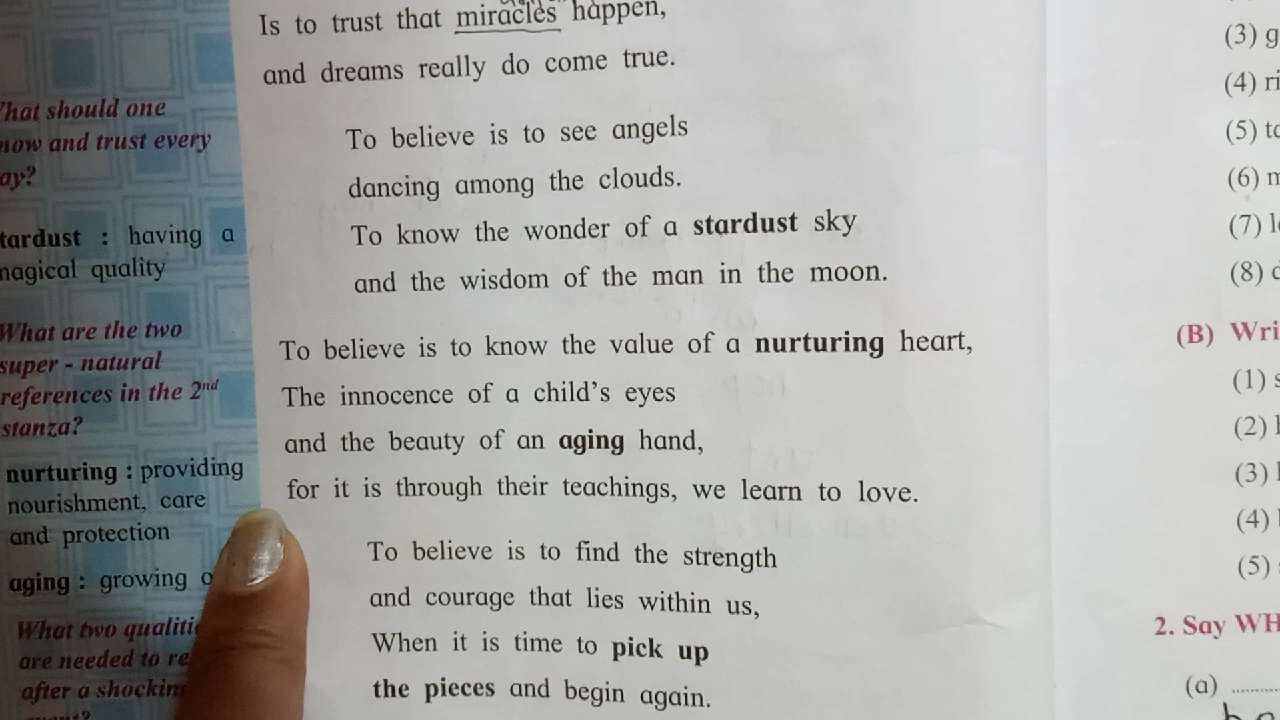 Is to trust that miracles happen,
and dreams really do come true.
To believe is to see angels
dancing among the clouds.
To know the wonder of a stardust sky
and the wisdom of the man in the moon.
To believe is to know the value of a nurturing heart,
The innocence of a child's eyes
and the beauty of an aging hand,
for it is through their teachings, we learn to love.
To believe is to find the strength
and courage that lies within us,
When it is time to pick up
the pieces and begin again.
hat should one
now and trust every
ay?
tardust : having a
magical quality
What are the two
super - natural
references in the 2nd
stanza?
nurturing : providing
nourishment, care
and protection
aging : growing o
What two qualiti
are needed to re
after a shockin
(3) g
(4) ri
(5) to
(6) m
(7) l
(8) d
(B) Wri
(1) s
(2)
(3)
(4)
(5)
2. Say WH
(a) ..........